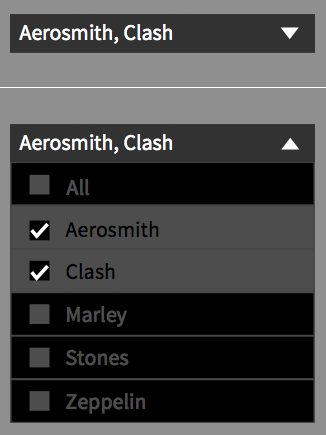 Aerosmith, Clash
Aerosmith, Clash
All
Aerosmith
Clash
Marley
Stones
Zeppelin